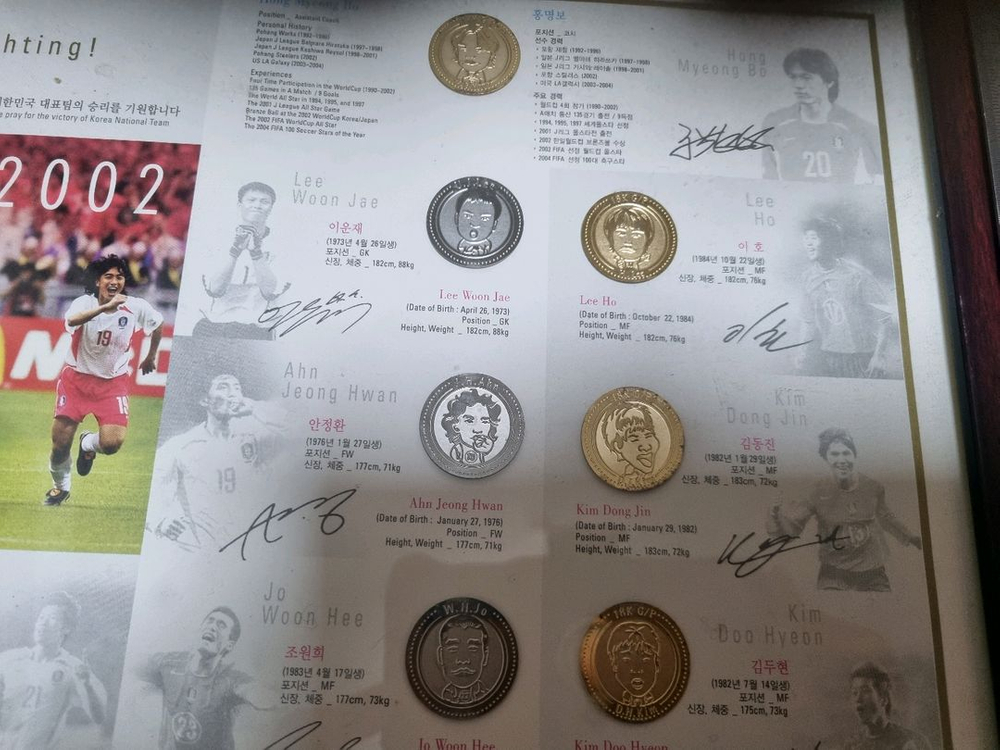 hting!
한민국 대표팀의 승리를 기원합니다
pray for the victory of Korea National Team
2002
19
Position _ Assistant Coach
Personal History
Pohang Works (1992~1996)
Japan J League Belgrare Hiratuka (1997~1998)
Japan J League Kashiwa Reysol (1999~2001)
Pohang Steelers (2002)
US LA Galaxy (2003~2004)
Experiences
Four Time Participation in the WorldCup (1990~2002)
135 Games in A Match / 9 Goals
The World All Star in 1994, 1995, and 1997
The 2001 J League All Star Game
Bronze Ball at the 2002 WorldCup Korea/Japan
The 2002 FIFA WorldCup All Star
The 2004 FIFA 100 Soccer Stars of the Year
홍명보
포지션 _ 코치
선수 경력
주요 경력
Hong
Myeong Bo
20
Lee
Woon Jae
이운재
(1973년 4월 26일생)
포지션 _ GK
신장, 체중 _ 182cm, 88kg
Lee Woon Jae
(Date of Birth : April 26, 1973)
Position _ GK
Height, Weight _ 182cm, 88kg
18K G/P
Lee
Ho
이 호
(1984년 10월 22일생)
포지션 _ MF
신장, 체중 _ 182cm, 76kg
Lee Ho
(Date of Birth : October 22, 1984)
Position _ MF
Height, Weight _ 182cm, 76kg
Ahn
Jeong Hwan
안정환
(1976년 1월 27일생)
포지션 _ FW
신장, 체중 _ 177cm, 71kg
19
J.H.Ahn
Ahn Jeong Hwan
(Date of Birth : January 27, 1976)
Position _ FW
Height, Weight _ 177cm, 71kg
Kim
Dong Jin
김동진
(1982년 1월 29일생)
포지션 _ MF
신장, 체중 _ 183cm, 72kg
Kim Dong Jin
(Date of Birth : January 29, 1982)
Position _ MF
Height, Weight _ 183cm, 72kg
Jo
Woon Hee
조원희
(1983년 4월 17일생)
포지션 _ MF
신장, 체중 _ 177cm, 73kg
W.H.Jo
Jo Woon Hee
18K G/P
D.H.KIM
Kim
Doo Hyeon
김두현
(1982년 7월 14일생)
포지션 _ MF
신장, 체중 _ 175cm, 73kg
Kim Doo Hyeon